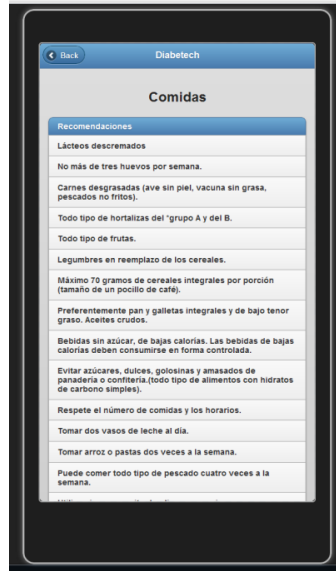 Back
Diabetech
Comidas
Recomendaciones
Lácteos descremados
No más de tres huevos por semana.
Carnes desgrasadas (ave sin piel, vacuna sin grasa,
pescados no fritos).
Todo tipo de hortalizas del "grupo A y del B.
Todo tipo de frutas.
Legumbres en reemplazo de los cereales.
Máximo 70 gramos de cereales integrales por porción
(tamaño de un pocillo de café).
Preferentemente pan y galletas integrales y de bajo tenor
graso. Aceites crudos.
Bebidas sin azúcar, de bajas calorías. Las bebidas de bajas
calorías deben consumirse en forma controlada.
Evitar azúcares, dulces, golosinas y amasados de
panadería o confitería.(todo tipo de alimentos con hidratos
de carbono simples).
Respete el número de comidas y los horarios.
Tomar dos vasos de leche al día.
Tomar arroz o pastas dos veces a la semana.
Puede comer todo tipo de pescado cuatro veces a la
semana.